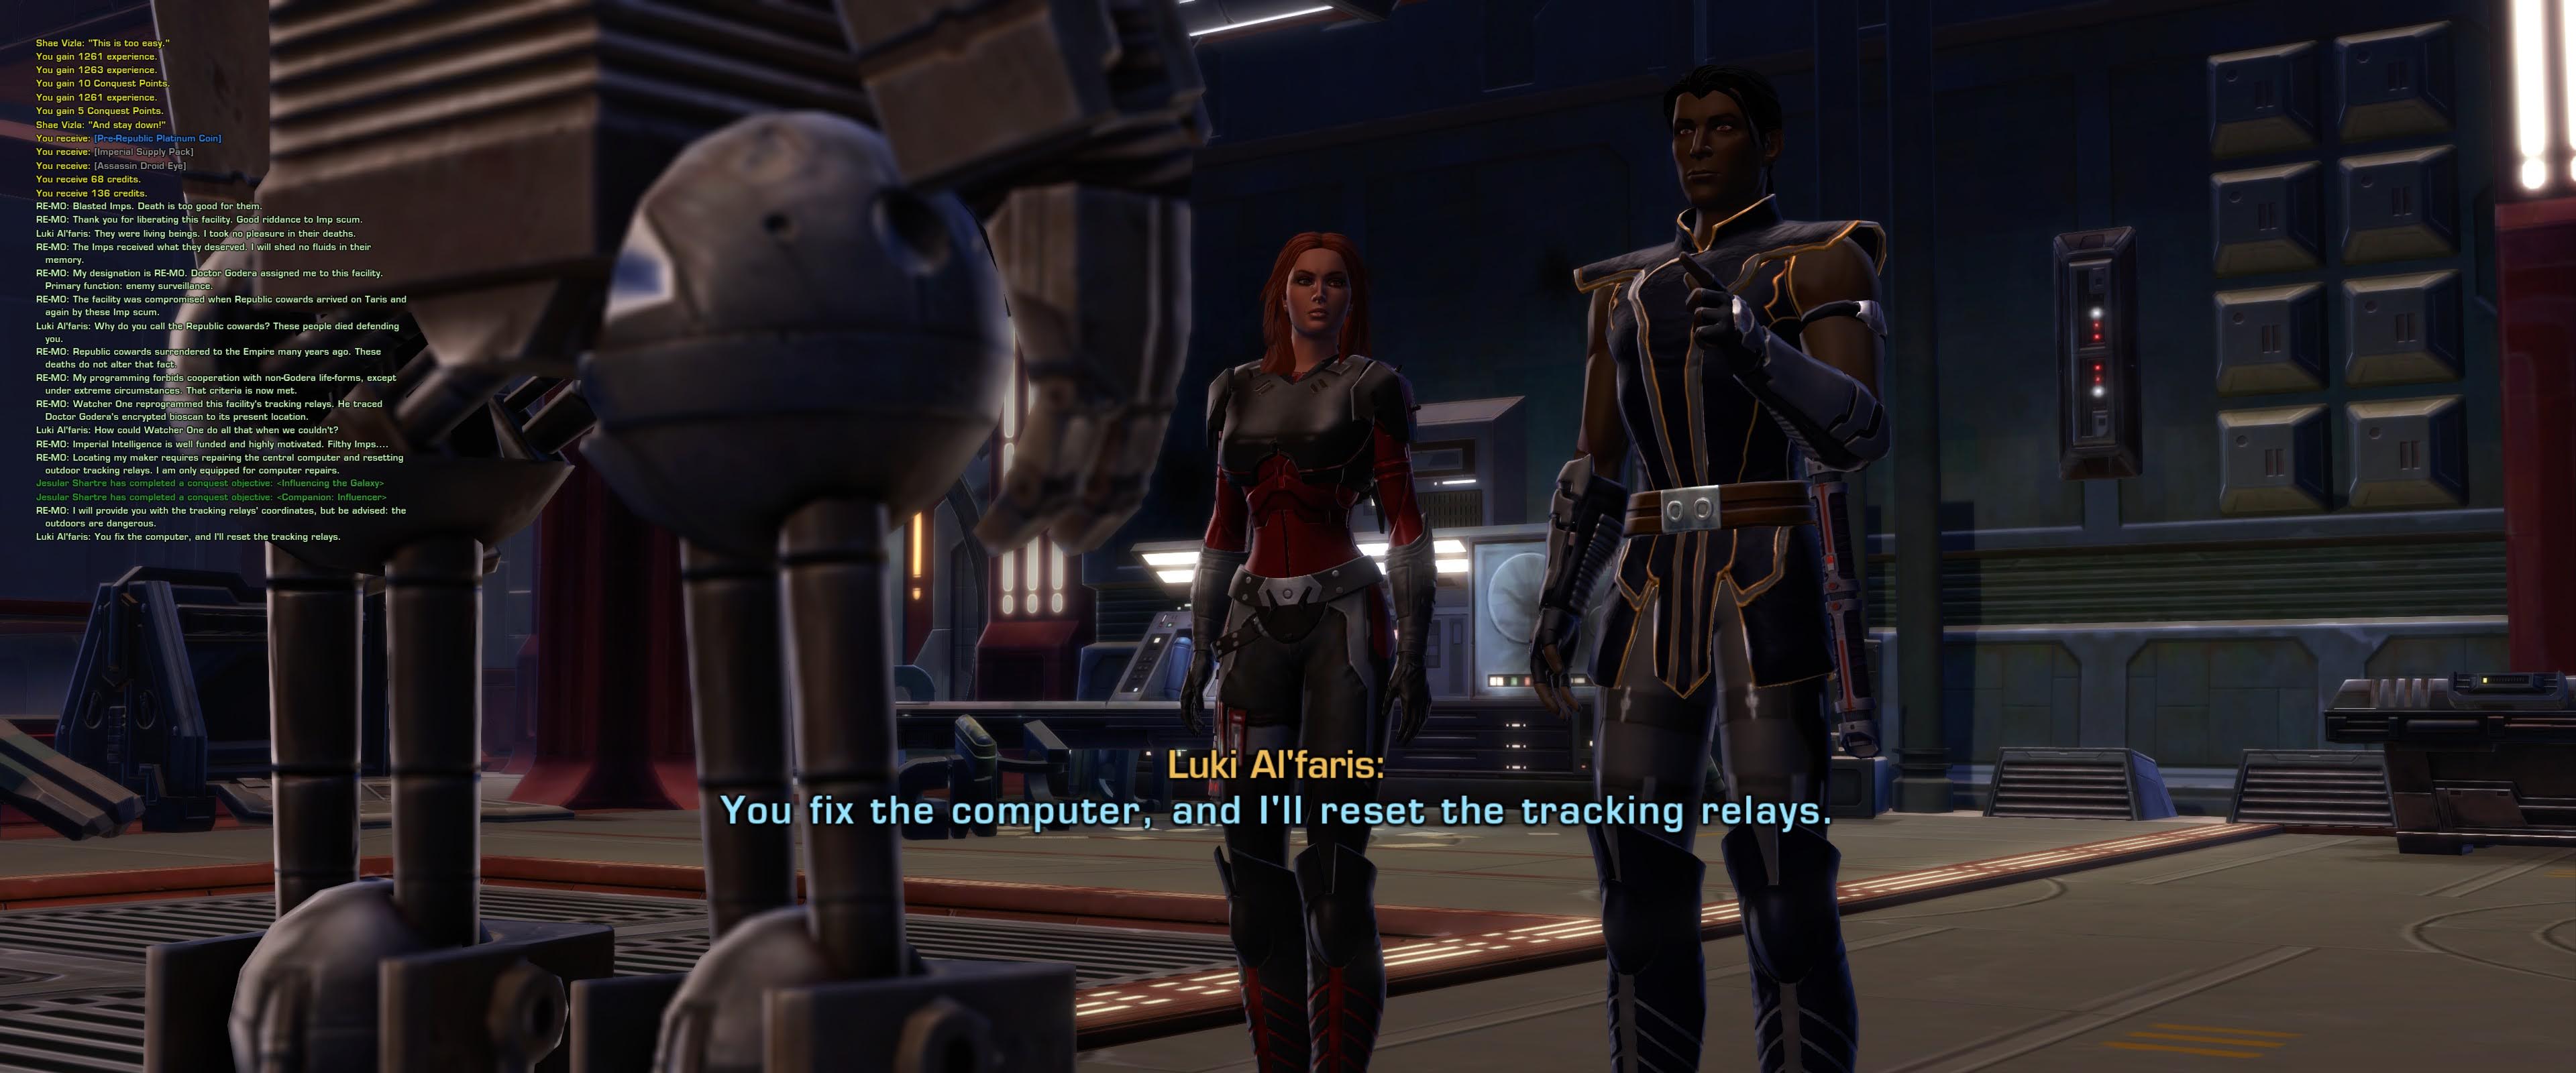 Shae Vizla: "This is too easy."
You gain 1261 experience.
You gain 1263 experience.
You gain 10 Conquest Points.
You gain 1261 experience.
You gain 5 Conquest Points.
Shae Vizla: "And stay down!"
You receive: [Pre-Republic Platinum Coin]
You receive: [Imperial Supply Pack]
You receive: [Assassin Droid Eye]
You receive 68 credits.
You receive 136 credits.
RE-M0: Blasted Imps. Death is too good for them.
RE-M0: Thank you for liberating this facility. Good riddance to Imp scum.
Luki Al'faris: They were living beings. I took no pleasure in their deaths.
RE-M0: The Imps received what they deserved. I will shed no fluids in their
memory.
RE-M0: My designation is RE-M0. Doctor Godera assigned me to this facility.
Primary function: enemy surveillance.
RE-M0: The facility was compromised when Republic cowards arrived on Taris and
again by these Imp scum.
Luki Al'faris: Why do you call the Republic cowards? These people died defending
you.
RE-M0: Republic cowards surrendered to the Empire many years ago. These
deaths do not alter that fact.
RE-M0: My programming forbids cooperation with non-Godera life-forms, except
under extreme circumstances. That criteria is now met.
RE-M0: Watcher One reprogrammed this facility's tracking relays. He traced
Doctor Godera's encrypted bioscan to its present location.
Luki Al'faris: How could Watcher One do all that when we couldn't?
RE-M0: Imperial Intelligence is well funded and highly motivated. Filthy Imps....
RE-M0: Locating my maker requires repairing the central computer and resetting
outdoor tracking relays. I am only equipped for computer repairs.
Jesular Shartre has completed a conquest objective: <Influencing the Galaxy>
Jesular Shartre has completed a conquest objective: <Companion: Influencer>
RE-M0: I will provide you with the tracking relays' coordinates, but be advised: the
outdoors are dangerous.
Luki Al'faris: You fix the computer, and I'll reset the tracking relays.
Luki Al'faris:
You fix the computer, and I'll reset the tracking relays.